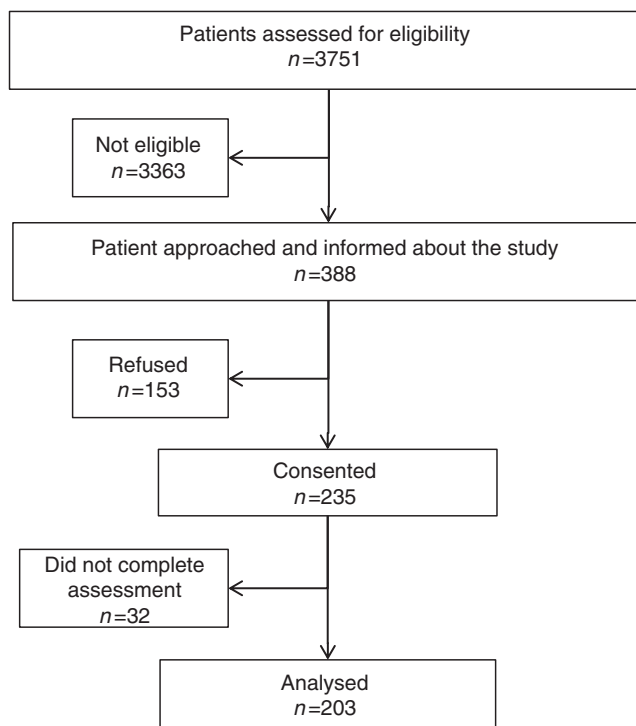 Patients assessed for eligibility
n=3751
Not eligible
n=3363
Patient approached and informed about the study
n=388
Refused
n=153
Consented
n=235
Did not complete
assessment
n=32
Analysed
n=203